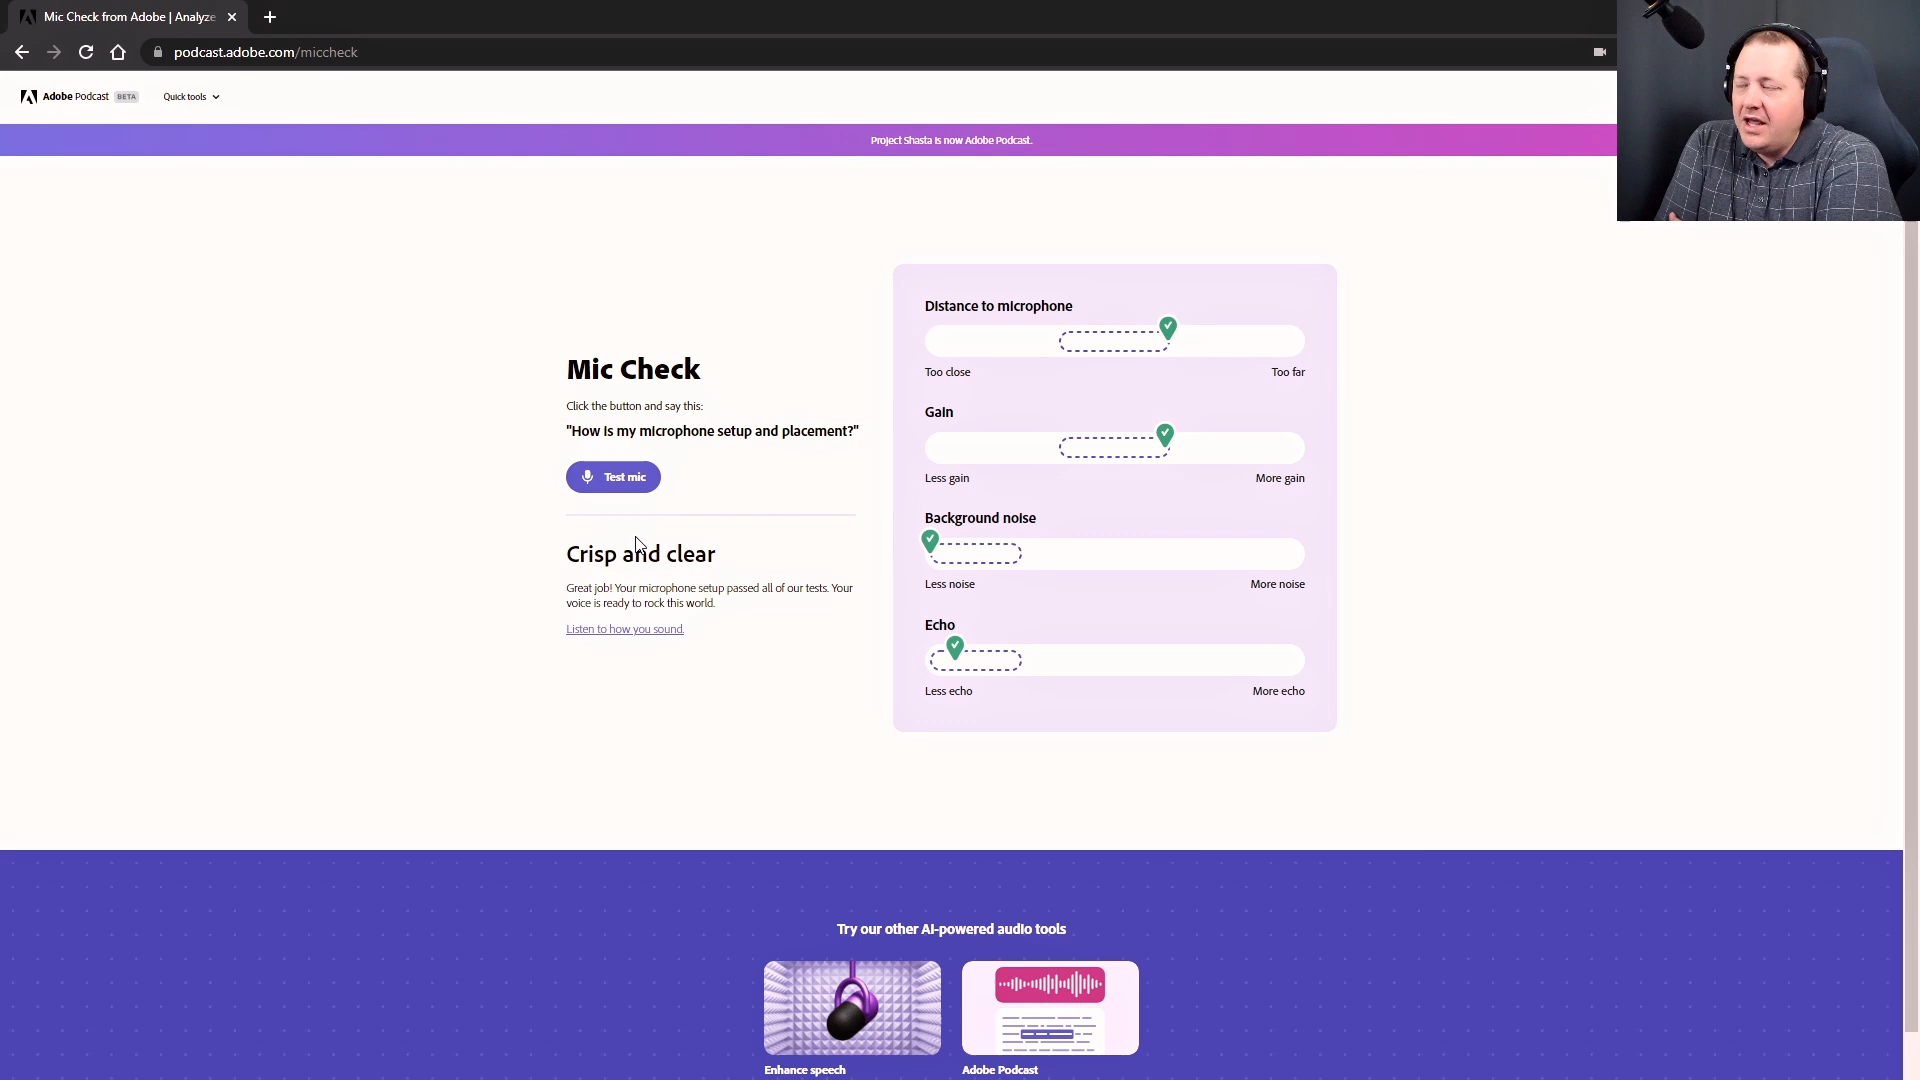 Mic Check from Adobe | Analyze
podcast.adobe.com/miccheck
Adobe Podcast BETA
Quick tools
Project Shasta is now Adobe Podcast.
Mic Check
Click the button and say this:
"How is my microphone setup and placement?"
Test mic
Crisp and clear
Great job! Your microphone setup passed all of our tests. Your
voice is ready to rock this world.
Listen to how you sound.
Distance to microphone
Too close
Too far
Gain
Less gain
More gain
Background noise
Less noise
More noise
Echo
Less echo
More echo
Try our other AI-powered audio tools
Enhance speech
Adobe Podcast